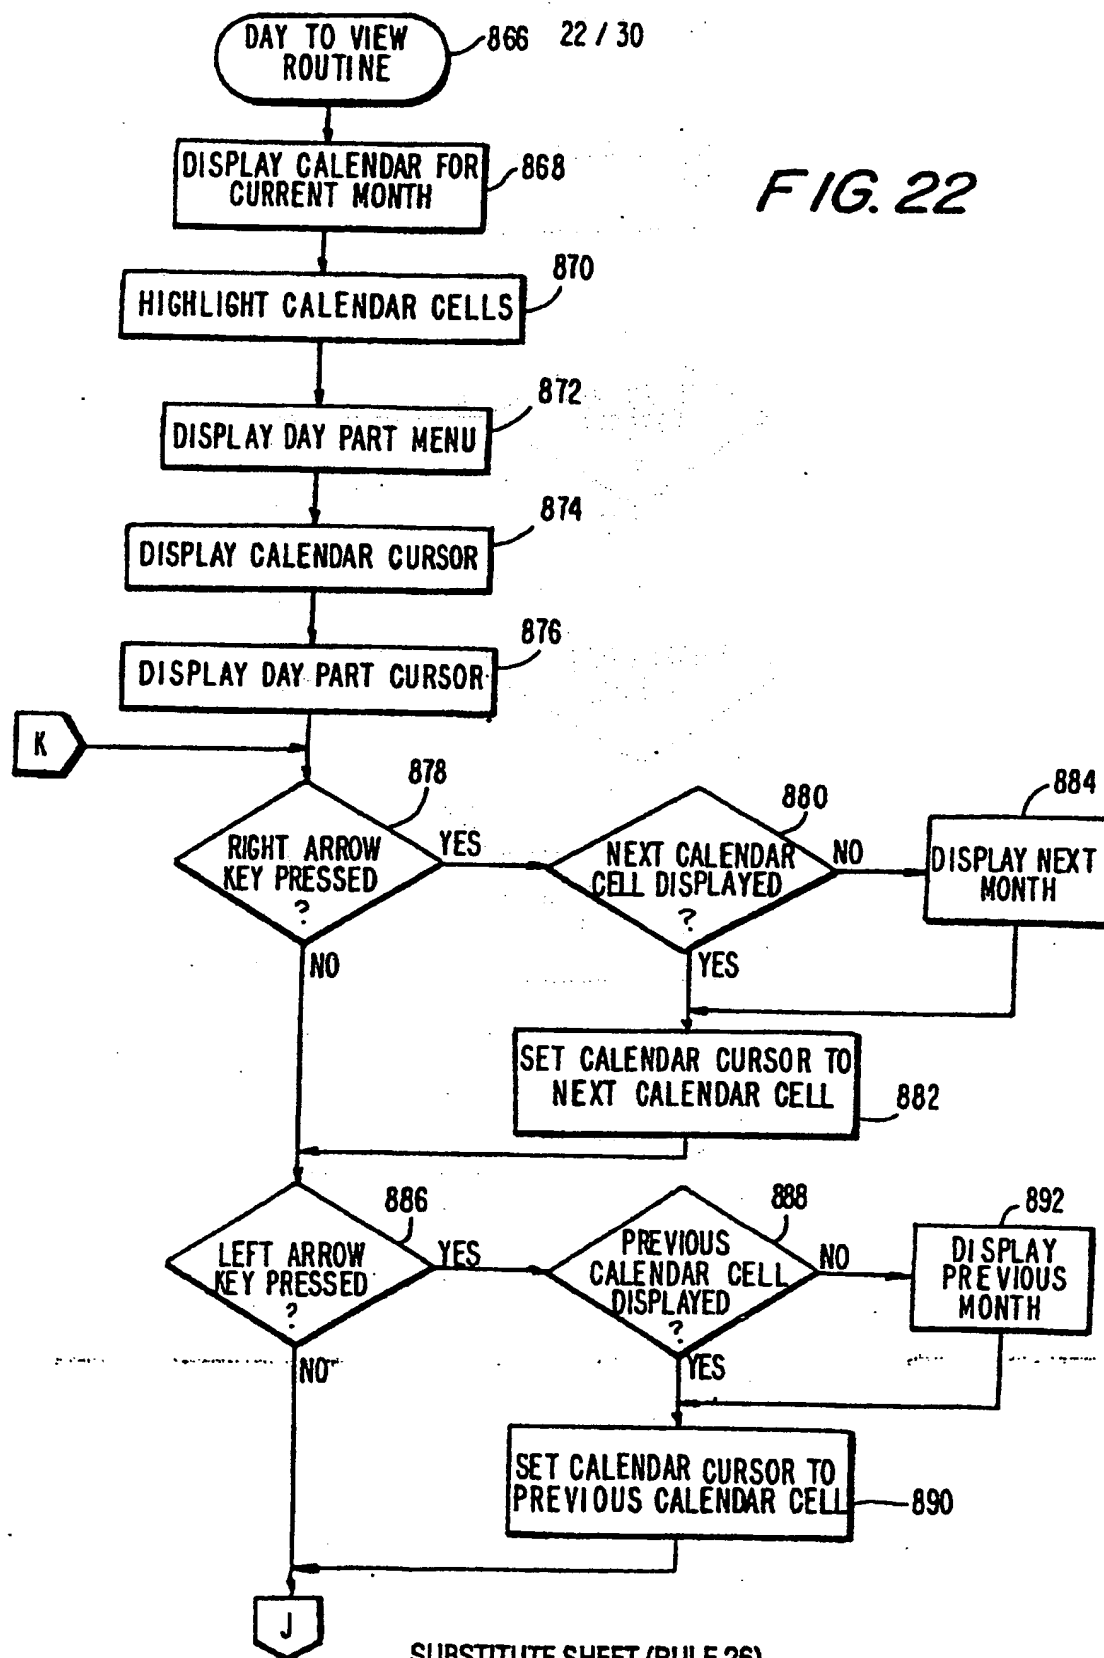 DAY TO VIEW
ROUTINE
866
22 / 30
DISPLAY CALENDAR FOR
CURRENT MONTH
868
FIG. 22
870
HIGHLIGHT CALENDAR CELLS
872
DISPLAY DAY PART MENU
874
DISPLAY CALENDAR CURSOR
876
DISPLAY DAY PART CURSOR
K
878
RIGHT ARROW
KEY PRESSED
?
YES
NO
880
NEXT CALENDAR
CELL DISPLAYED
?
NO
YES
884
DISPLAY NEXT
MONTH
SET CALENDAR CURSOR TO
NEXT CALENDAR CELL
882
886
LEFT ARROW
KEY PRESSED
?
YES
NO
888
PREVIOUS
CALENDAR CELL
DISPLAYED
?
NO
YES
892
DISPLAY
PREVIOUS
MONTH
SET CALENDAR CURSOR TO
PREVIOUS CALENDAR CELL
890
J
SUBSTITUTE SHEET (RULE 26)